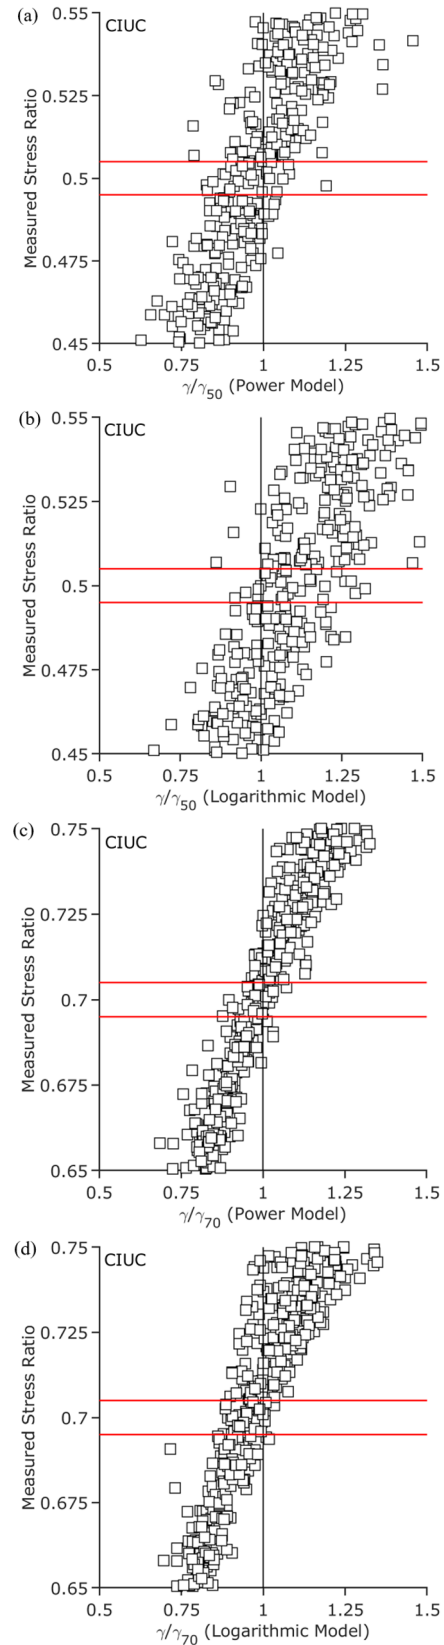 (a)
CIUC
Measured Stress Ratio
0.55
0.525
0.5
0.475
0.45
0.5 0.75 1 1.25 1.5
γ/γ50 (Power Model)
(b)
CIUC
Measured Stress Ratio
0.55
0.525
0.5
0.475
0.45
0.5 0.75 1 1.25 1.5
γ/γ50 (Logarithmic Model)
(c)
CIUC
Measured Stress Ratio
0.75
0.725
0.7
0.675
0.65
0.5 0.75 1 1.25 1.5
γ/γ70 (Power Model)
(d)
CIUC
Measured Stress Ratio
0.75
0.725
0.7
0.675
0.65
0.5 0.75 1 1.25 1.5
γ/γ70 (Logarithmic Model)